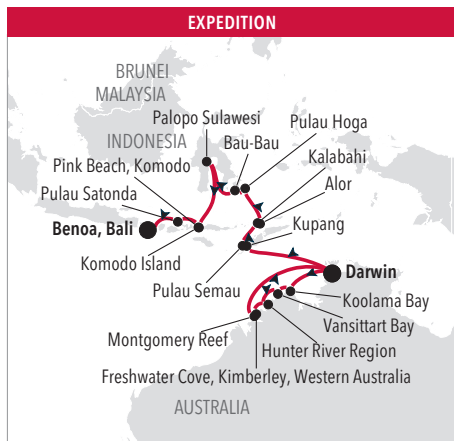 EXPEDITION
BRUNEI
MALAYSIA
Palopo Sulawesi
Pulau Hoga
INDONESIA
Bau-Bau
Pink Beach, Komodo
Kalabahi
Pulau Satonda
Alor
Benoa, Bali
Kupang
Komodo Island
Darwin
Pulau Semau
Koolama Bay
Vansittart Bay
Montgomery Reef
Hunter River Region
Freshwater Cove, Kimberley, Western Australia
AUSTRALIA